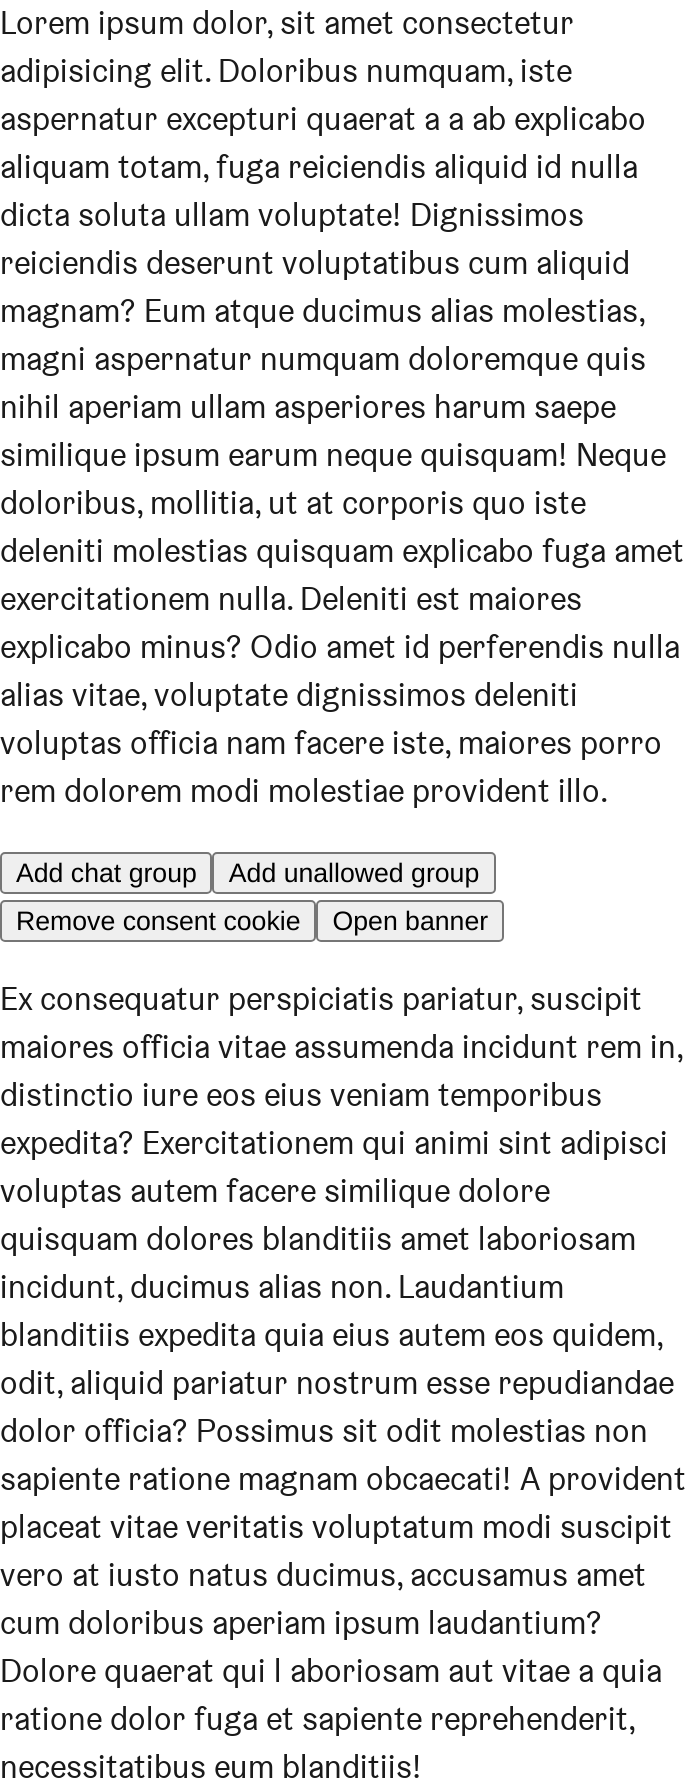 Lorem ipsum dolor, sit amet consectetur
adipisicing elit. Doloribus numquam, iste
aspernatur excepturi quaerat a a ab explicabo
aliquam totam, fuga reiciendis aliquid id nulla
dicta soluta ullam voluptate! Dignissimos
reiciendis deserunt voluptatibus cum aliquid
magnam? Eum atque ducimus alias molestias,
magni aspernatur numquam doloremque quis
nihil aperiam ullam asperiores harum saepe
similique ipsum earum neque quisquam! Neque
doloribus, mollitia, ut at corporis quo iste
deleniti molestias quisquam explicabo fuga amet
exercitationem nulla. Deleniti est maiores
explicabo minus? Odio amet id perferendis nulla
alias vitae, voluptate dignissimos deleniti
voluptas officia nam facere iste, maiores porro
rem dolorem modi molestiae provident illo.
Add chat group Add unallowed group
Remove consent cookie Open banner
Ex consequatur perspiciatis pariatur, suscipit
maiores officia vitae assumenda incidunt rem in,
distinctio iure eos eius veniam temporibus
expedita? Exercitationem qui animi sint adipisci
voluptas autem facere similique dolore
quisquam dolores blanditiis amet laboriosam
incidunt, ducimus alias non. Laudantium
blanditiis expedita quia eius autem eos quidem,
odit, aliquid pariatur nostrum esse repudiandae
dolor officia? Possimus sit odit molestias non
sapiente ratione magnam obcaecati! A provident
placeat vitae veritatis voluptatum modi suscipit
vero at iusto natus ducimus, accusamus amet
cum doloribus aperiam ipsum laudantium?
Dolore quaerat qui l aboriosam aut vitae a quia
ratione dolor fuga et sapiente reprehenderit,
necessitatibus eum blanditiis!